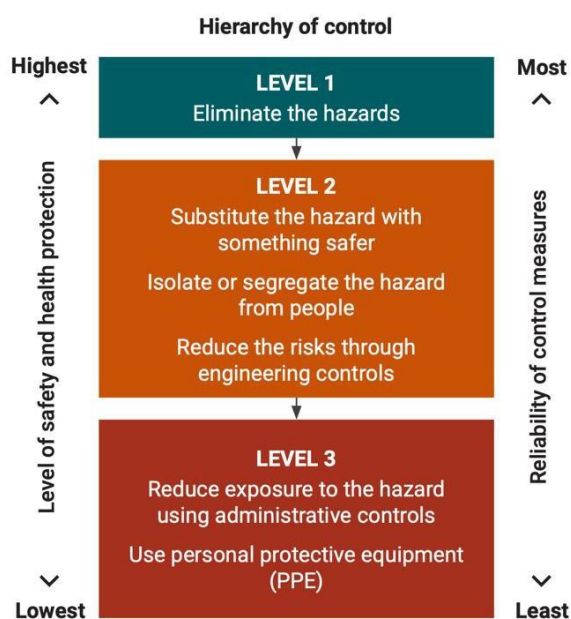 Hierarchy of control
Highest
Most
LEVEL 1
Eliminate the hazards
LEVEL 2
Substitute the hazard with
something safer
Isolate or segregate the hazard
from people
Reduce the risks through
engineering controls
LEVEL 3
Reduce exposure to the hazard
using administrative controls
Use personal protective equipment
(PPE)
Level of safety and health protection
Reliability of control measures
Lowest
Least